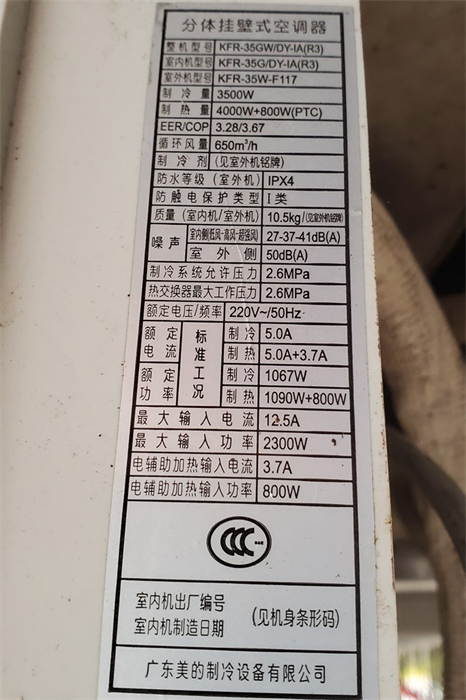 分体挂壁式空调器
整机型号 KFR-35GW/DY-IA(R3)
室内机型号 KFR-35G/DY-IA(R3)
室外机型号 KFR-35W-F117
制冷量 3500W
制热量 4000W+800W(PTC)
EER/COP 3.28/3.67
循环风量 650m³/h
制冷剂 (见室外机铭牌)
防水等级(室外机) IPX4
防触电保护类型 I类
质量(室内机/室外机) 10.5kg/(见室外机铭牌)
噪声 室内侧(低风-高风-超强风) 27-37-41dB(A)
室外侧 50dB(A)
制冷系统允许压力 2.6MPa
热交换器最大工作压力 2.6MPa
额定电压/频率 220V~/50Hz
额定电流 标准工况 制冷 5.0A
制热 5.0A+3.7A
额定功率 制冷 1067W
制热 1090W+800W
最大输入电流 12.5A
最大输入功率 2300W
电辅助加热输入电流 3.7A
电辅助加热输入功率 800W
CCC S&E
室内机出厂编号
室内机制造日期 (见机身条形码)
广东美的制冷设备有限公司